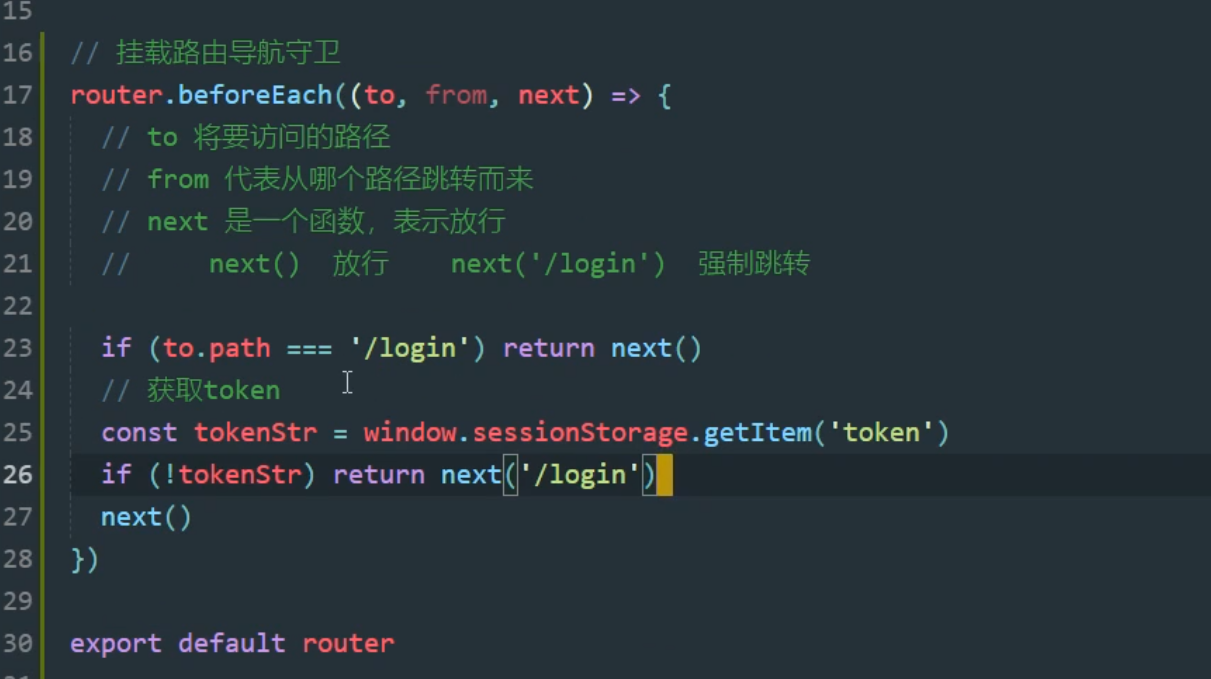 15
16 // 挂载路由导航守卫
17 router.beforeEach((to, from, next) => {
18 // to 将要访问的路径
19 // from 代表从哪个路径跳转而来
20 // next 是一个函数，表示放行
21 //     next()  放行    next('/login')  强制跳转
22
23 if (to.path === '/login') return next()
24 // 获取token
25 const tokenStr = window.sessionStorage.getItem('token')
26 if (!tokenStr) return next('/login')
27 next()
28 })
29
30 export default router